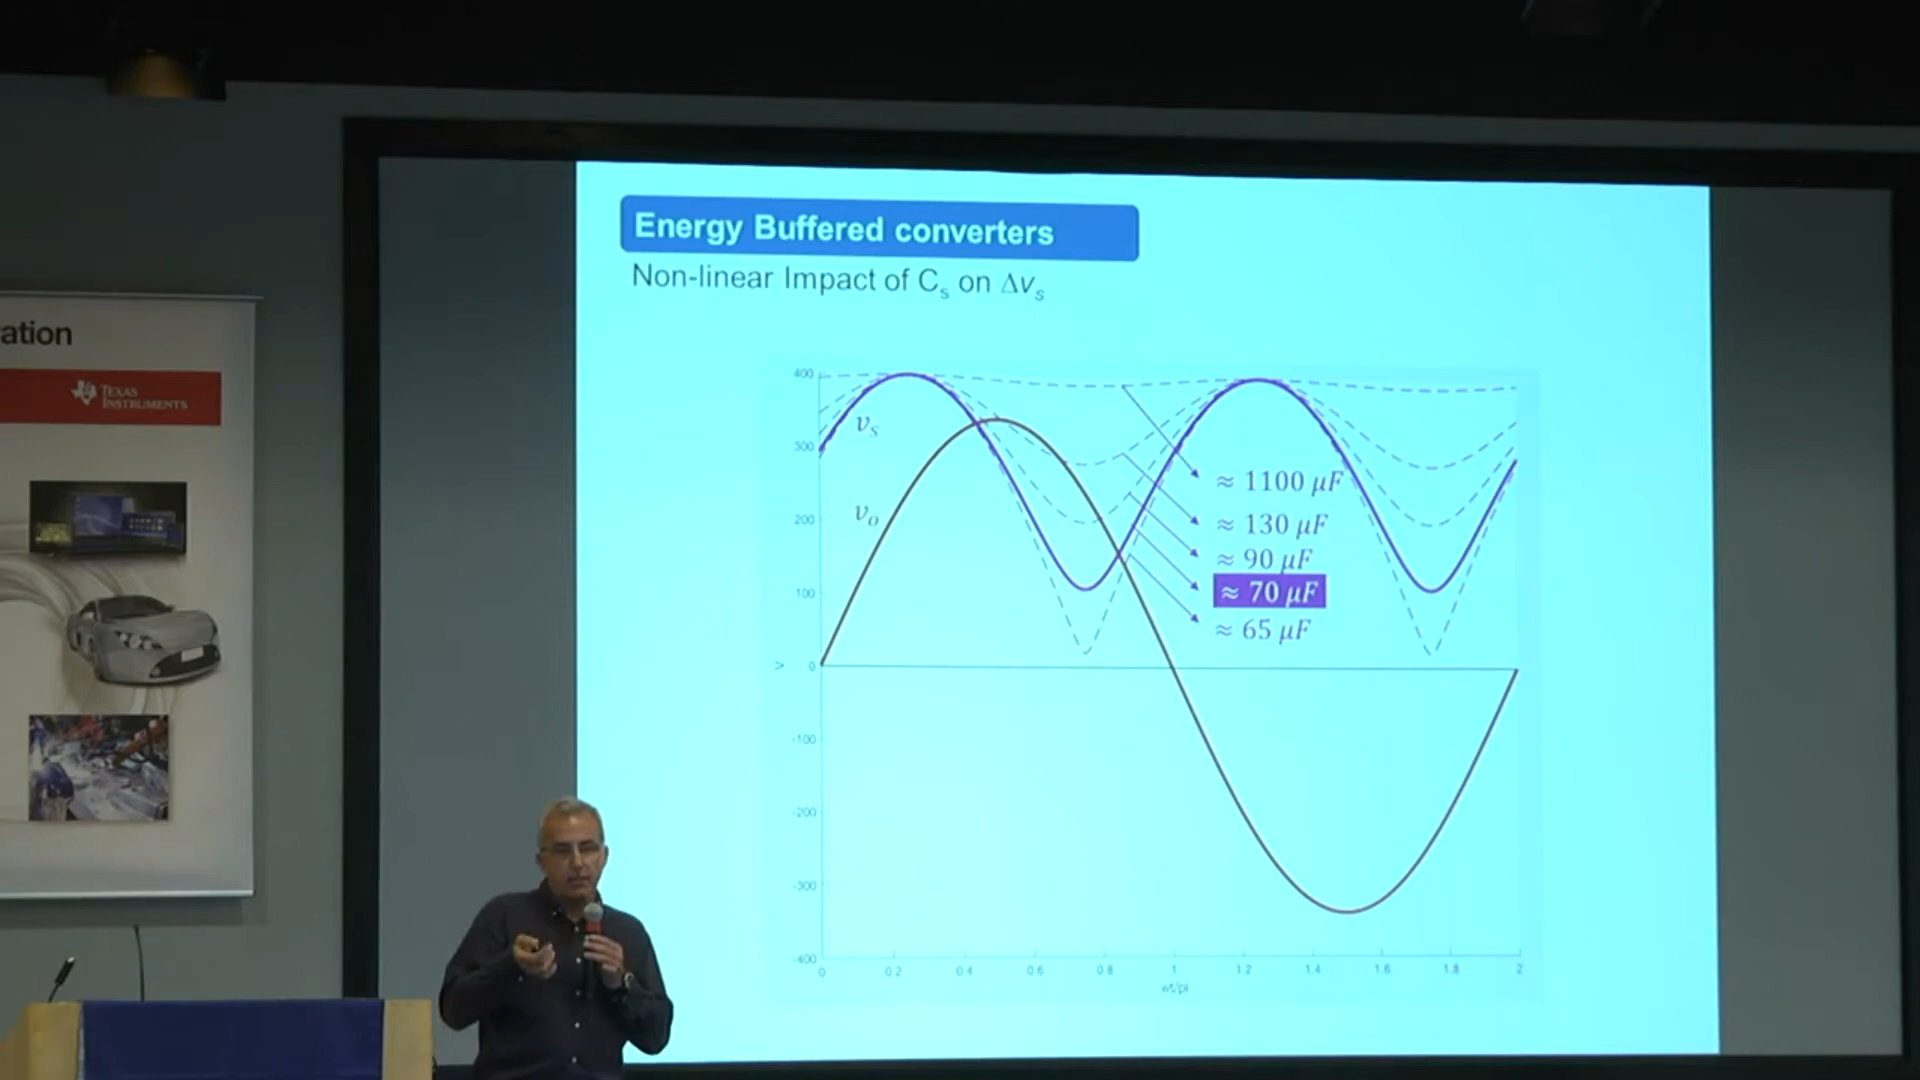 ation
TEXAS
INSTRUMENTS
Energy Buffered converters
Non-linear Impact of Cₛ on Δvₛ
400
300
200
100
0
-100
-200
-300
-400
V
vₛ
vₒ
≈ 1100 μF
≈ 130 μF
≈ 90 μF
≈ 70 μF
≈ 65 μF
0 0.2 0.4 0.6 0.8 1 1.2 1.4 1.6 1.8 2
wt/pi